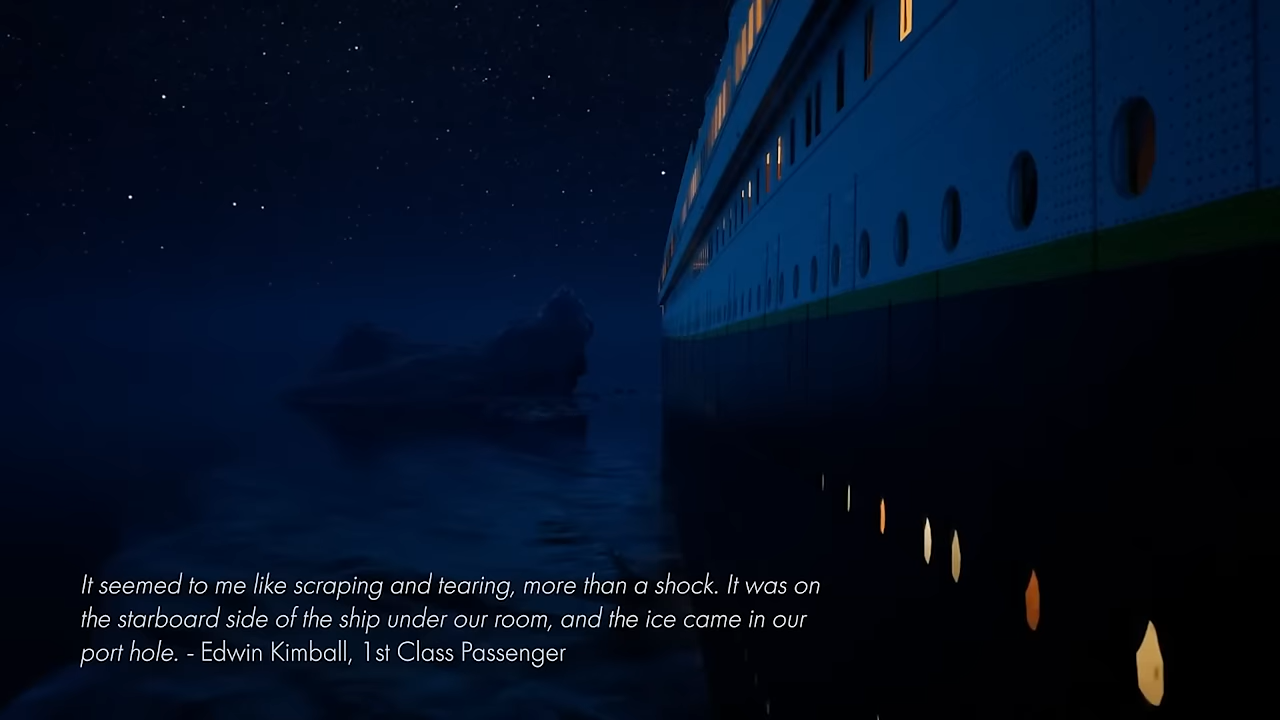 It seemed to me like scraping and tearing, more than a shock. It was on
the starboard side of the ship under our room, and the ice came in our
port hole. - Edwin Kimball, 1st Class Passenger